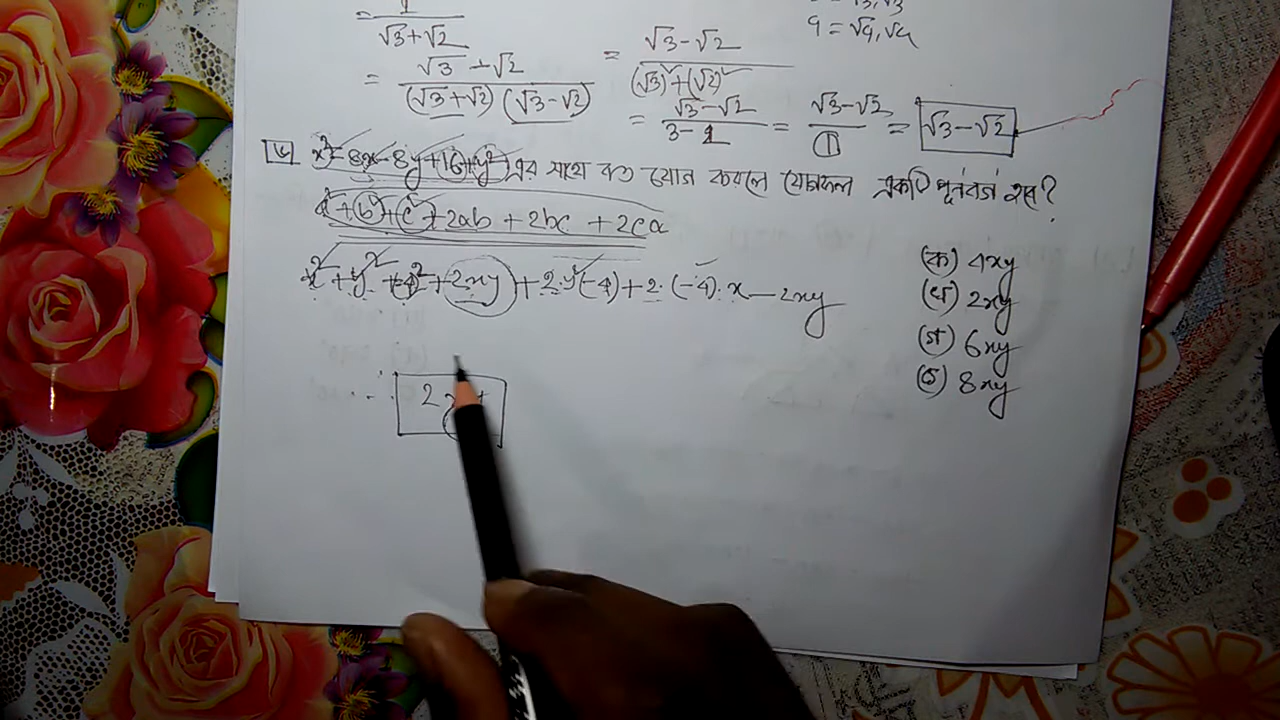 = 1 / √3+√2
= √3 - √2 / (√3+√2) (√3-√2) = √3-√2 / (√3)²+(√2)²
= √3-√2 / 3-2 = √3-√2 / 1 = √3-√2
9 = √9, √9
৬ x² - 8x - 8y + 16 + y² এর সাথে কত যোগ করলে যোগফল একটি পূর্ণবর্গ হবে?
a² + b² + c² + 2ab + 2bc + 2ca
x² + y² + (-4)² + 2xy + 2.y(-4) + 2.(-4).x - 2xy
(ক) 4xy
(খ) 2xy
(গ) 6xy
(ঘ) 8xy